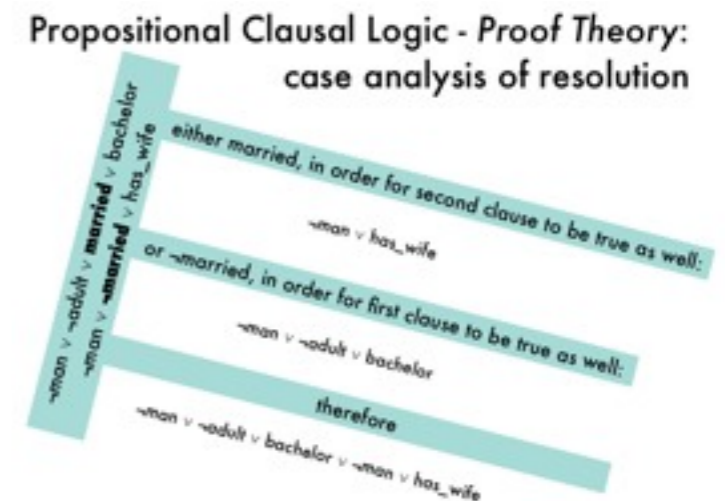 Propositional Clausal Logic - Proof Theory:
case analysis of resolution
¬man ∨ ¬adult ∨ married ∨ bachelor
¬man ∨ ¬married ∨ has_wife
either married, in order for second clause to be true as well:
¬man ∨ has_wife
or ¬married, in order for first clause to be true as well:
¬man ∨ ¬adult ∨ bachelor
therefore
¬man ∨ ¬adult ∨ bachelor ∨ ¬man ∨ has_wife